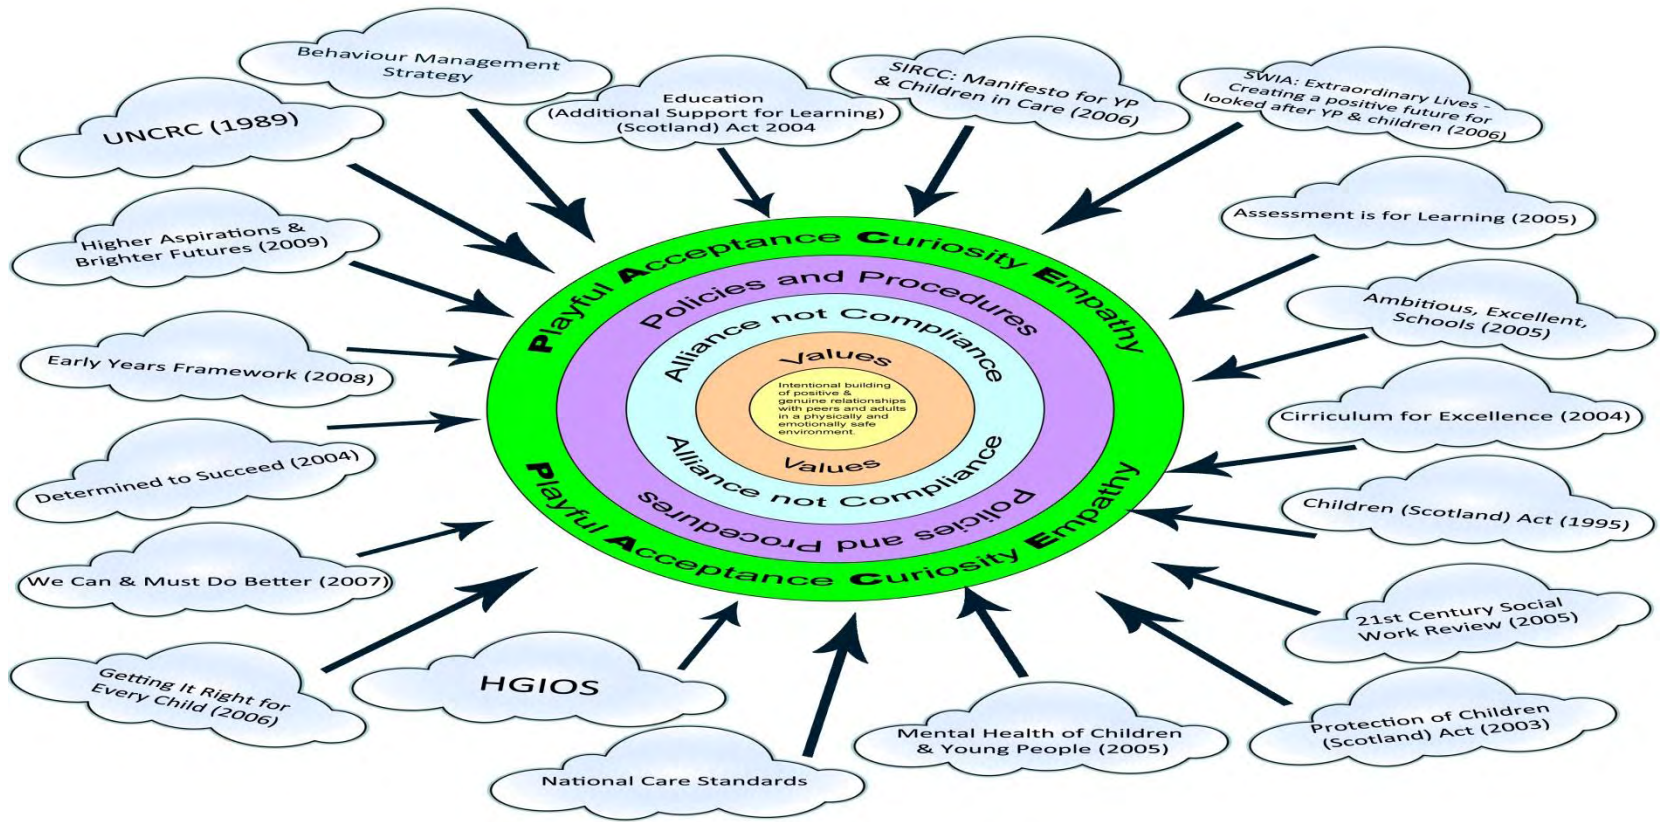 Behaviour Management
Strategy
UNCRC (1989)
Education
(Additional Support for Learning)
(Scotland) Act 2004
SIRCC: Manifesto for YP
& Children in Care (2006)
SWIA: Extraordinary Lives -
Creating a positive future for
looked after YP & children (2006)
Higher Aspirations &
Brighter Futures (2009)
Assessment is for Learning (2005)
Early Years Framework (2008)
Ambitious, Excellent,
Schools (2005)
Determined to Succeed (2004)
Cirriculum for Excellence (2004)
We Can & Must Do Better (2007)
Children (Scotland) Act (1995)
Getting It Right for
Every Child (2006)
21st Century Social
Work Review (2005)
HGIOS
National Care Standards
Mental Health of Children
& Young People (2005)
Protection of Children
(Scotland) Act (2003)
Playful Acceptance Curiosity Empathy
Policies and Procedures
Alliance not Compliance
Values
Intentional building
of positive &
genuine relationships
with peers and adults
in a physically and
emotionally safe
environment.
Values
Alliance not Compliance
Policies and Procedures
Playful Acceptance Curiosity Empathy